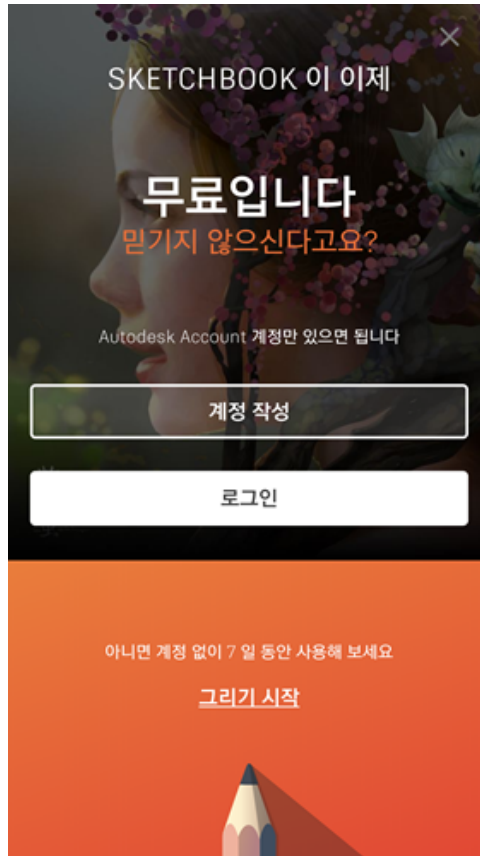 SKETCHBOOK 이 이제
무료입니다
믿기지 않으신다고요?
Autodesk Account 계정만 있으면 됩니다
계정 작성
로그인
아니면 계정 없이 7 일 동안 사용해 보세요
그리기 시작